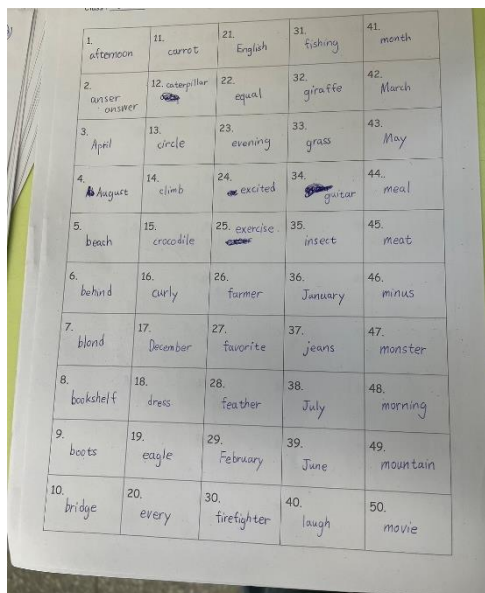 1. afternoon
11. carrot
21. English
31. fishing
41. month
2. anser
answer
12. caterpillar
22. equal
32. giraffe
42. March
3. April
13. circle
23. evening
33. grass
43. May
4. August
14. climb
24. excited
34. guitar
44. meal
5. beach
15. crocodile
25. exercise
35. insect
45. meat
6. behind
16. curly
26. farmer
36. January
46. minus
7. blond
17. December
27. favorite
37. jeans
47. monster
8. bookshelf
18. dress
28. feather
38. July
48. morning
9. boots
19. eagle
29. February
39. June
49. mountain
10. bridge
20. every
30. firefighter
40. laugh
50. movie